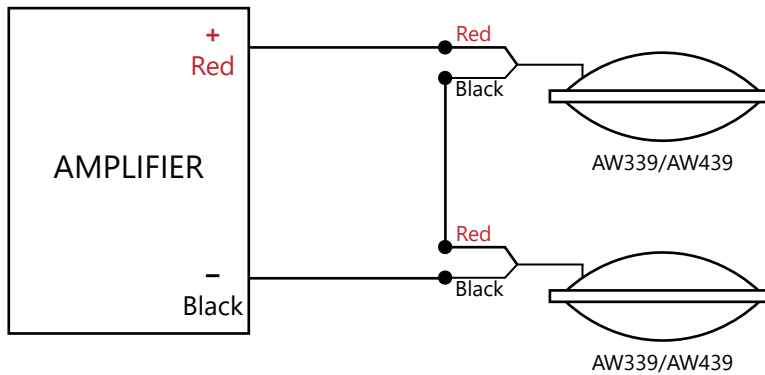 +
Red
AMPLIFIER
–
Black
Red
Black
AW339/AW439
Red
Black
AW339/AW439